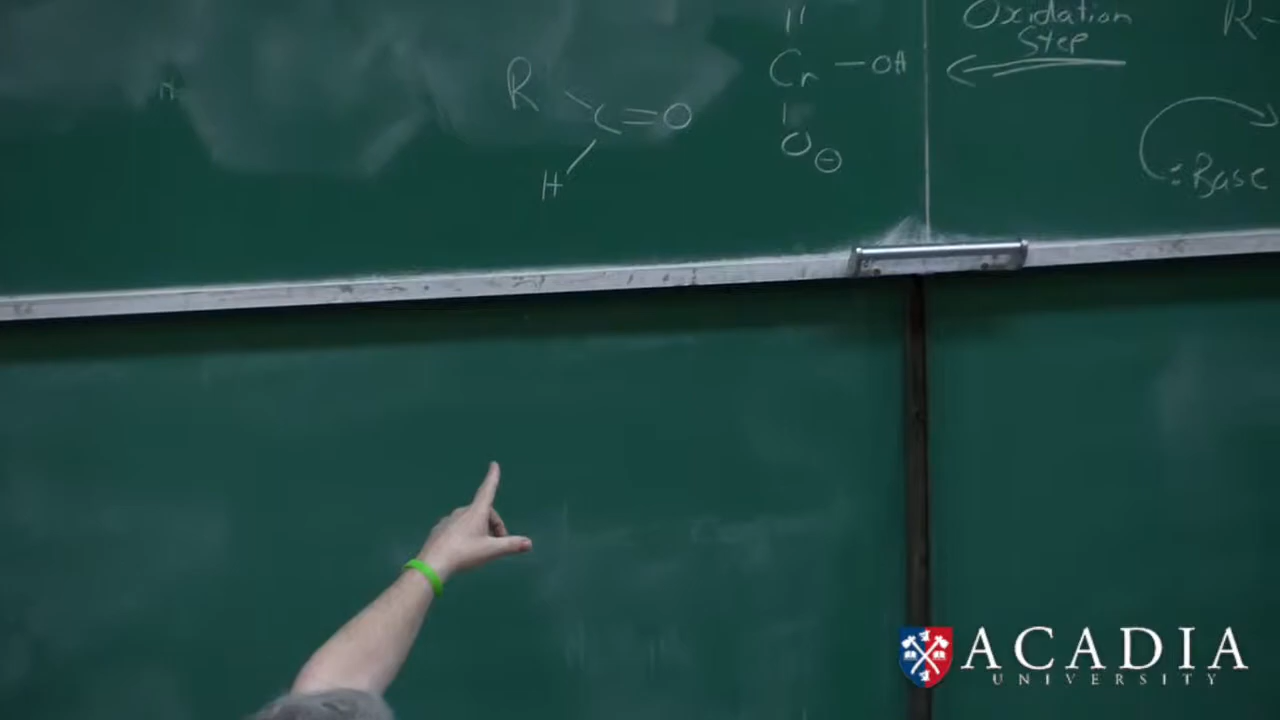 Oxidation
Step
R-
R
C=O
H
Cr-OH
O⊖
:Base
ACADIA
UNIVERSITY